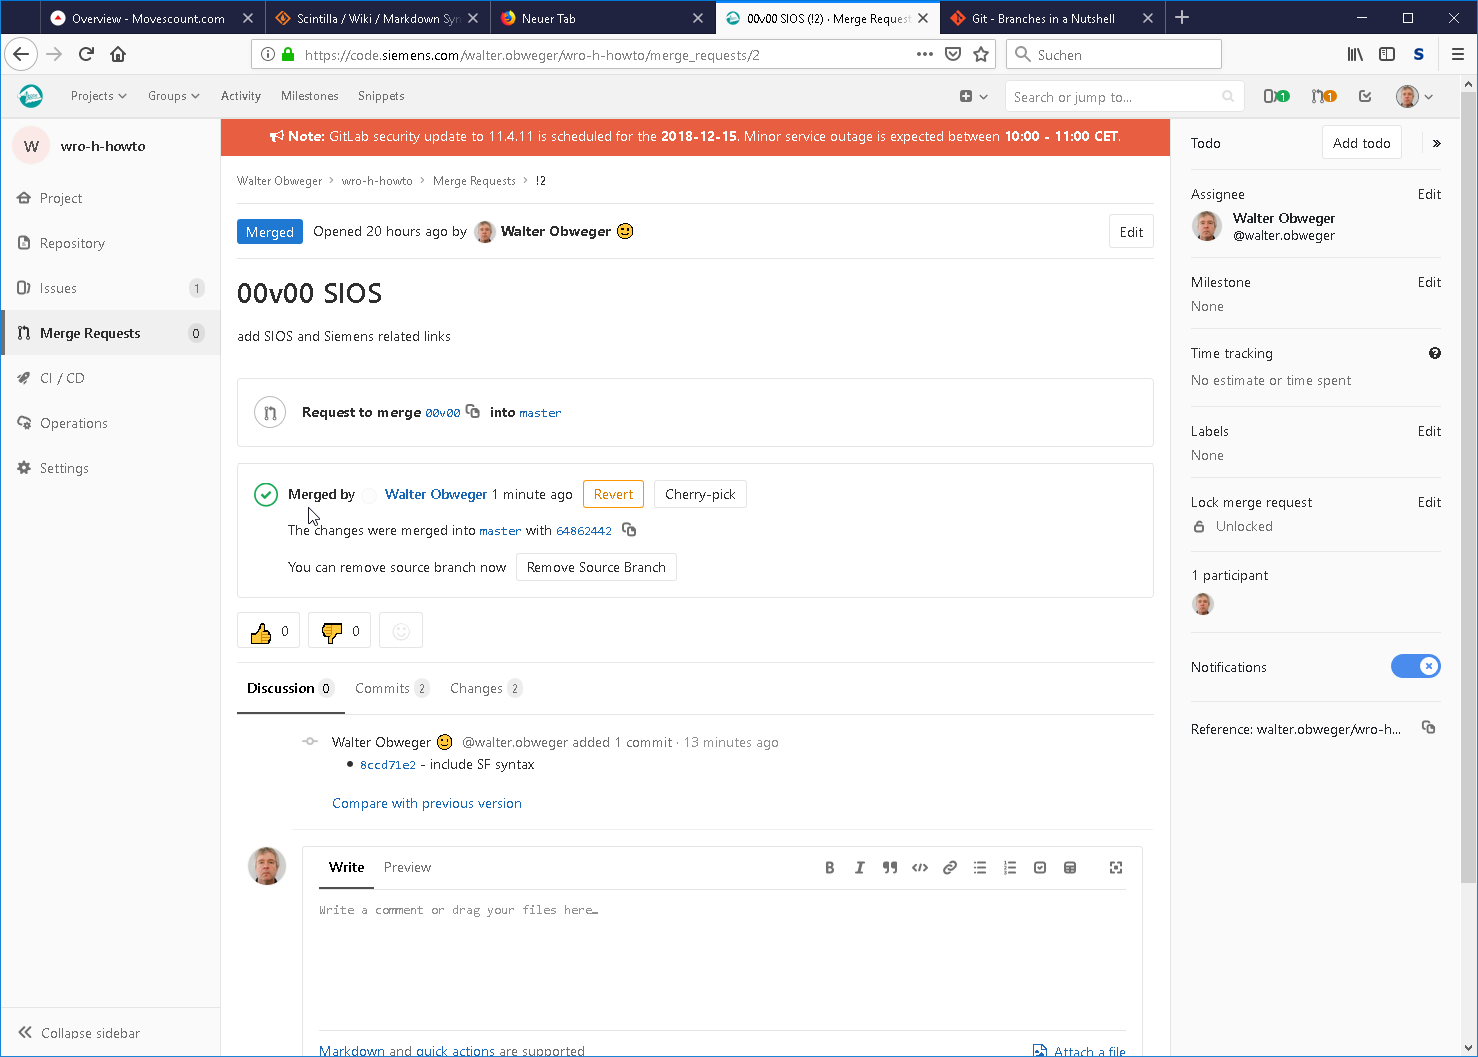 Overview - Movescount.com
Scintilla / Wiki / Markdown Syn
Neuer Tab
00v00 SIOS (!2) · Merge Request
Git - Branches in a Nutshell
https://code.siemens.com/walter.obweger/wro-h-howto/merge_requests/2
Suchen
S
Projects
Groups
Activity
Milestones
Snippets
Search or jump to...
1
1
W
wro-h-howto
Project
Repository
Issues 1
Merge Requests 0
CI / CD
Operations
Settings
Collapse sidebar
Note: GitLab security update to 11.4.11 is scheduled for the 2018-12-15. Minor service outage is expected between 10:00 - 11:00 CET.
Walter Obweger > wro-h-howto > Merge Requests > !2
Merged Opened 20 hours ago by Walter Obweger
Edit
00v00 SIOS
add SIOS and Siemens related links
Request to merge 00v00 into master
Merged by Walter Obweger 1 minute ago Revert Cherry-pick
The changes were merged into master with 64862442
You can remove source branch now Remove Source Branch
0
0
Discussion 0 Commits 2 Changes 2
Walter Obweger @walter.obweger added 1 commit · 13 minutes ago
• 8ccd71e2 - include SF syntax
Compare with previous version
Write Preview
B I
Write a comment or drag your files here…
Markdown and quick actions are supported
Attach a file
Todo Add todo »
Assignee Edit
Walter Obweger
@walter.obweger
Milestone Edit
None
Time tracking
No estimate or time spent
Labels Edit
None
Lock merge request Edit
Unlocked
1 participant
Notifications
Reference: walter.obweger/wro-h...